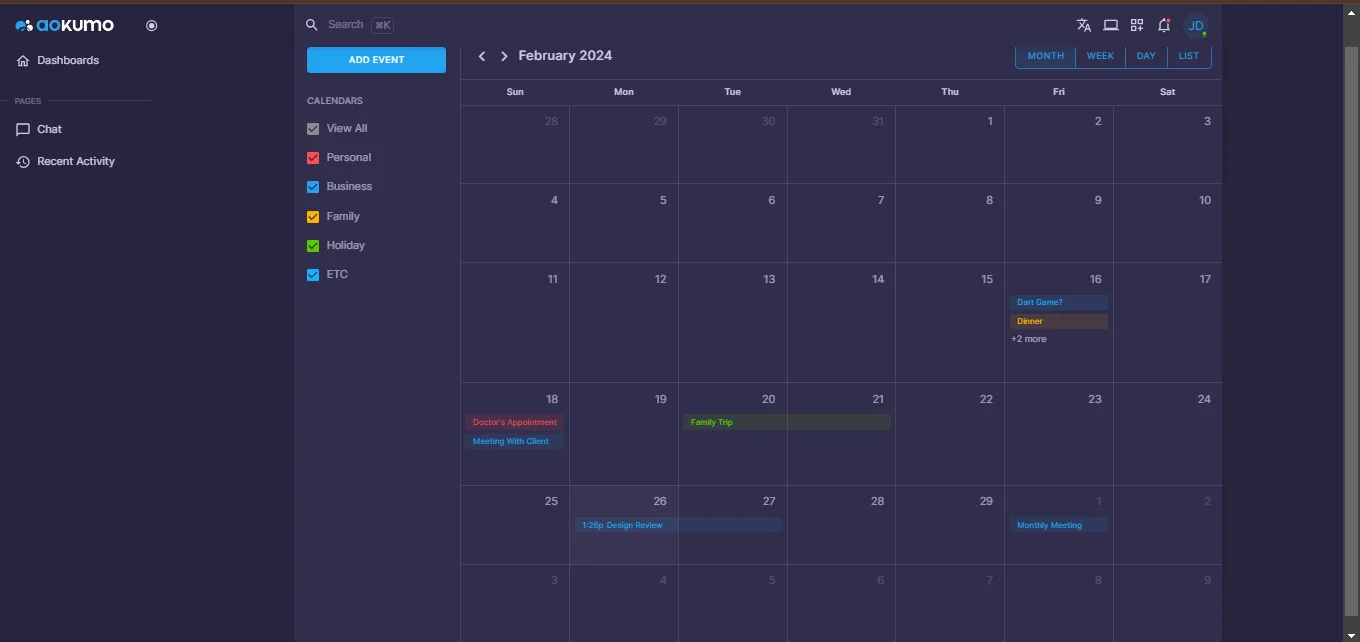 aokumo
Dashboards
PAGES
Chat
Recent Activity
Search ⌘K
JD
ADD EVENT
CALENDARS
View All
Personal
Business
Family
Holiday
ETC
February 2024
MONTH WEEK DAY LIST
Sun Mon Tue Wed Thu Fri Sat
28 29 30 31 1 2 3
4 5 6 7 8 9 10
11 12 13 14 15 16 17
Dart Game?
Dinner
+2 more
18 19 20 21 22 23 24
Doctor's Appointment Family Trip
Meeting With Client
25 26 27 28 29 1 2
1:26p Design Review Monthly Meeting
3 4 5 6 7 8 9